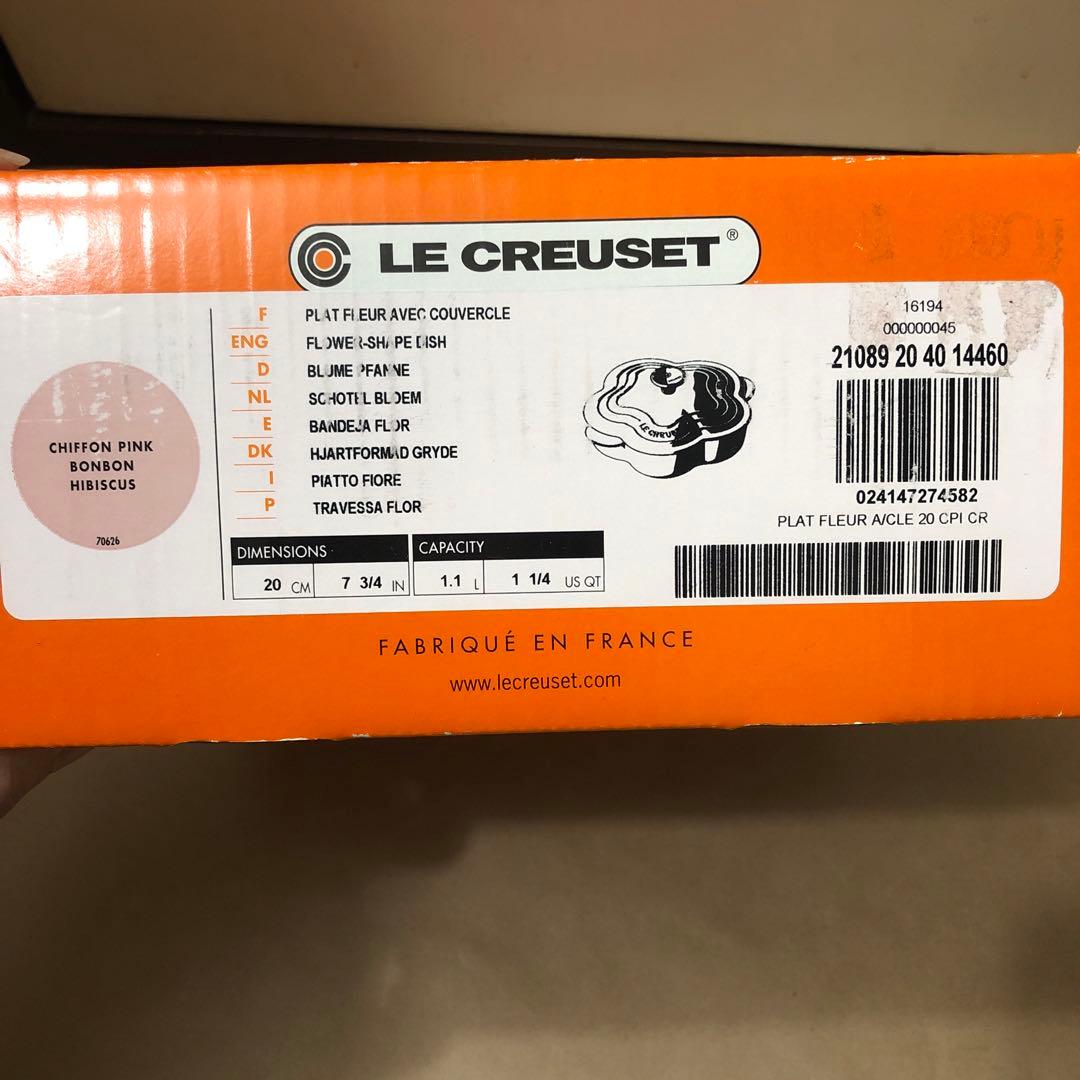 LE CREUSET®
F PLAT FLEUR AVEC COUVERCLE
ENG FLOWER-SHAPE DISH
D BLUME PFANNE
NL SCHOTEL BLOEM
E BANDEJA FLOR
DK HJARTFORMAD GRYDE
I PIATTO FIORE
P TRAVESSA FLOR
CHIFFON PINK
BONBON
HIBISCUS
70626
DIMENSIONS
20 CM 7 3/4 IN
CAPACITY
1.1 L 1 1/4 US QT
LE CREUSET
16194
000000045
21089 20 40 14460
024147274582
PLAT FLEUR A/CLE 20 CPI CR
FABRIQUÉ EN FRANCE
www.lecreuset.com